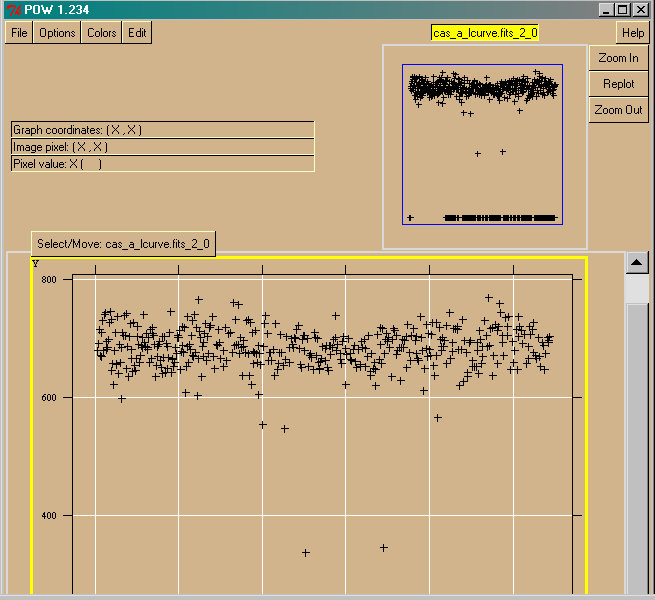 POW 1.234
File Options Colors Edit
cas_a_lcurve.fits_2_0
Help
Zoom In
Replot
Zoom Out
Graph coordinates: ( X , X )
Image pixel: ( X , X )
Pixel value: X ( )
Select/Move: cas_a_lcurve.fits_2_0
Y
800
600
400